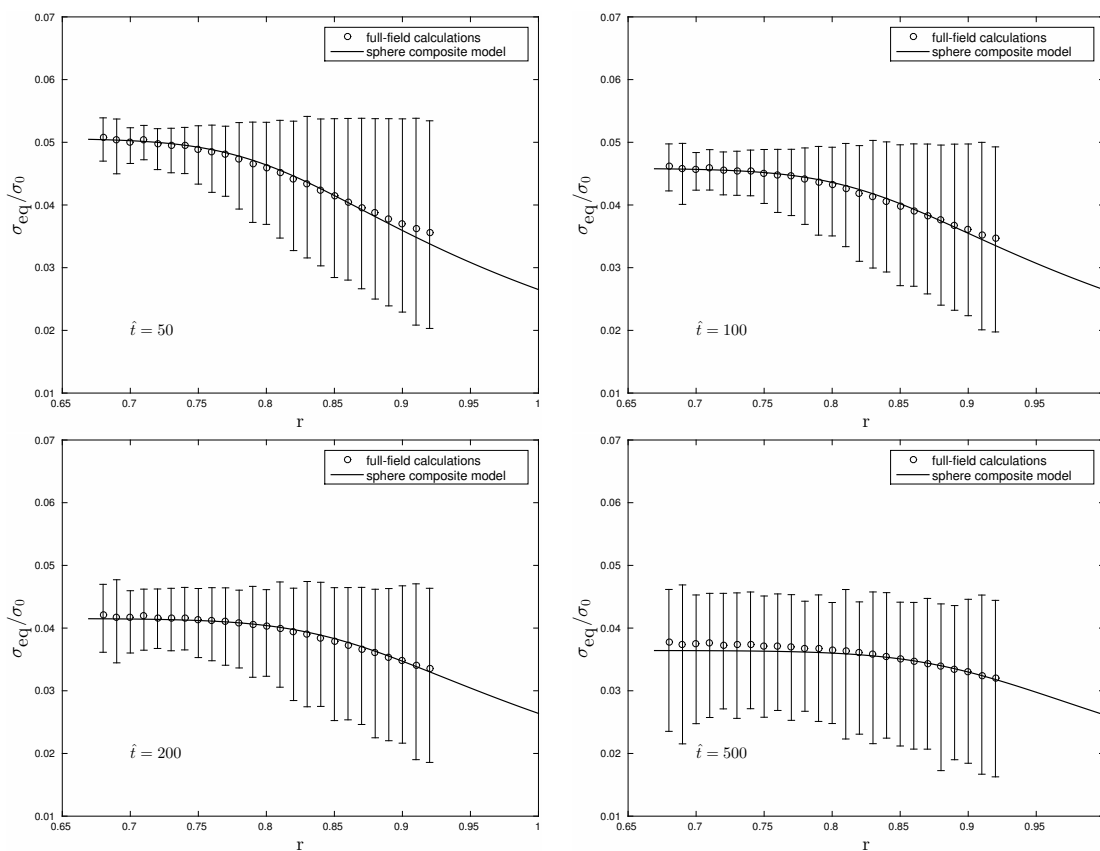 0.07
0.06
0.05
0.04
0.03
0.02
0.01
σeq/σ0
full-field calculations
sphere composite model
t̂ = 50
0.65 0.7 0.75 0.8 0.85 0.9 0.95 1
r
0.07
0.06
0.05
0.04
0.03
0.02
0.01
σeq/σ0
full-field calculations
sphere composite model
t̂ = 100
0.65 0.7 0.75 0.8 0.85 0.9 0.95
r
0.07
0.06
0.05
0.04
0.03
0.02
0.01
σeq/σ0
full-field calculations
sphere composite model
t̂ = 200
0.65 0.7 0.75 0.8 0.85 0.9 0.95 1
r
0.07
0.06
0.05
0.04
0.03
0.02
0.01
σeq/σ0
full-field calculations
sphere composite model
t̂ = 500
0.65 0.7 0.75 0.8 0.85 0.9 0.95
r